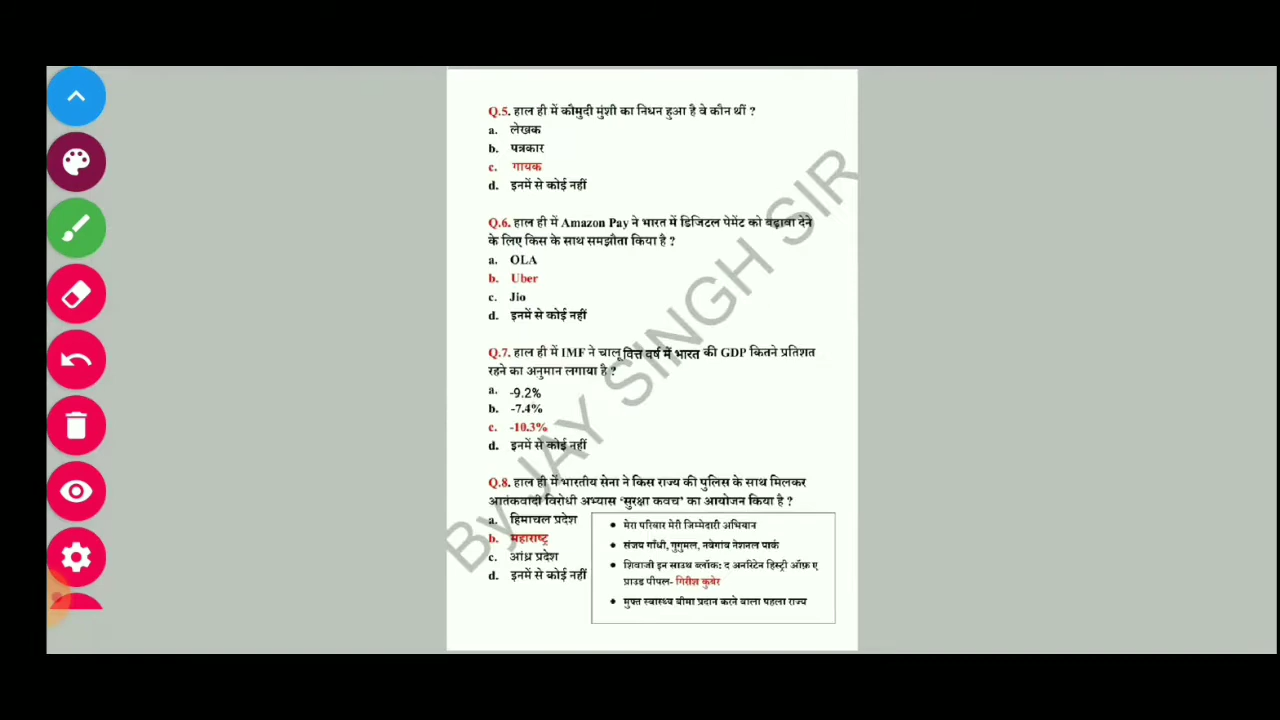 Q.5. हाल ही में कौमुदी मुंशी का निधन हुआ है वे कौन थीं ?
a. लेखक
b. पत्रकार
c. गायक
d. इनमें से कोई नहीं
Q.6. हाल ही में Amazon Pay ने भारत में डिजिटल पेमेंट को बढ़ावा देने
के लिए किस के साथ समझौता किया है ?
a. OLA
b. Uber
c. Jio
d. इनमें से कोई नहीं
Q.7. हाल ही में IMF ने चालू वित्त वर्ष में भारत की GDP कितने प्रतिशत
रहने का अनुमान लगाया है ?
a. -9.2%
b. -7.4%
c. -10.3%
d. इनमें से कोई नहीं
Q.8. हाल ही में भारतीय सेना ने किस राज्य की पुलिस के साथ मिलकर
आतंकवादी विरोधी अभ्यास ‘सुरक्षा कवच’ का आयोजन किया है ?
a. हिमाचल प्रदेश
b. महाराष्ट्र
c. आंध्र प्रदेश
d. इनमें से कोई नहीं
• मेरा परिवार मेरी जिम्मेदारी अभियान
• संजय गाँधी, गुगुमल, नवेगांव नेशनल पार्क
• शिवाजी इन साउथ ब्लॉक: द अनरिटेन हिस्ट्री ऑफ़ ए
प्राउड पीपल- गिरीश कुबेर
• मुफ्त स्वास्थ्य बीमा प्रदान करने वाला पहला राज्य
By JAY SINGH SIR